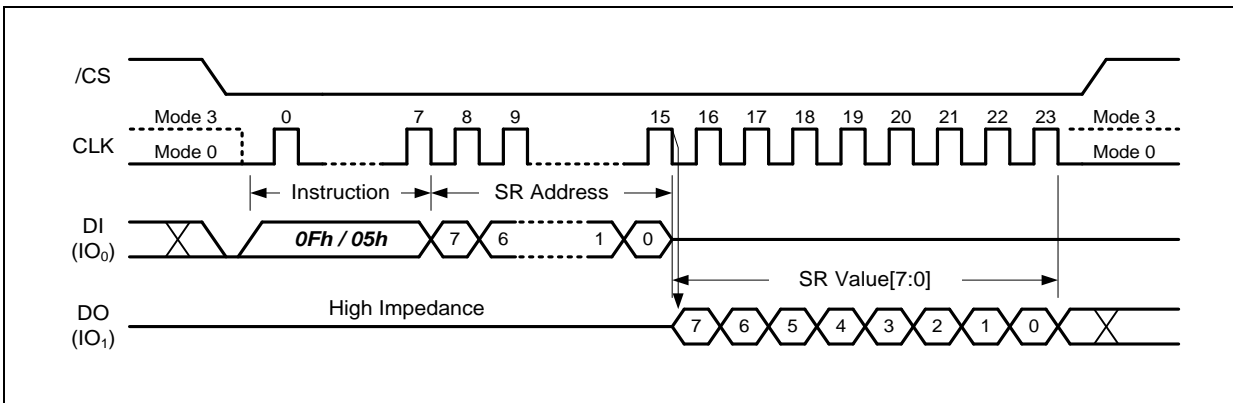 /CS
Mode 3 0 7 8 9 15 16 17 18 19 20 21 22 23 Mode 3
CLK
Mode 0 Mode 0
Instruction SR Address
DI
(IO0)
0Fh / 05h 7 6 1 0
SR Value[7:0]
High Impedance
DO
(IO1)
7 6 5 4 3 2 1 0